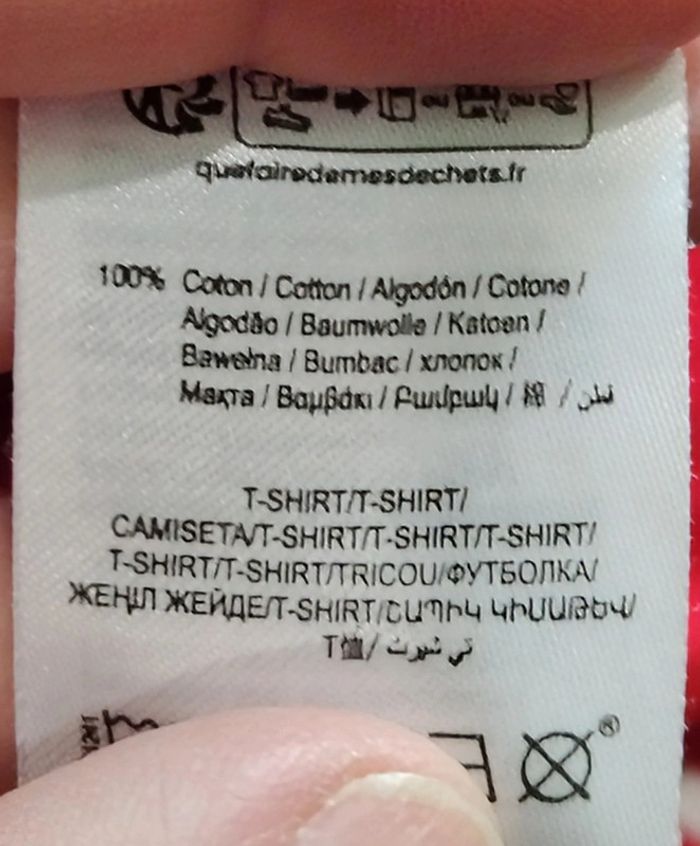 quefairedemesdechets.fr
100% Coton / Cotton / Algodón / Cotone /
Algodão / Baumwolle / Katoen /
Bawełna / Bumbac / хлопок /
Мақта / Βαμβάκι / Բամբակ / 棉 / قطن
T-SHIRT/T-SHIRT/
CAMISETA/T-SHIRT/T-SHIRT/T-SHIRT/
T-SHIRT/T-SHIRT/TRICOU/ФУТБОЛКА/
ЖЕҢІЛ ЖЕЙДЕ/T-SHIRT/ՇԱՊԻԿ ԿԻՍԱԹԵՎ/
T恤/ تي شيرت